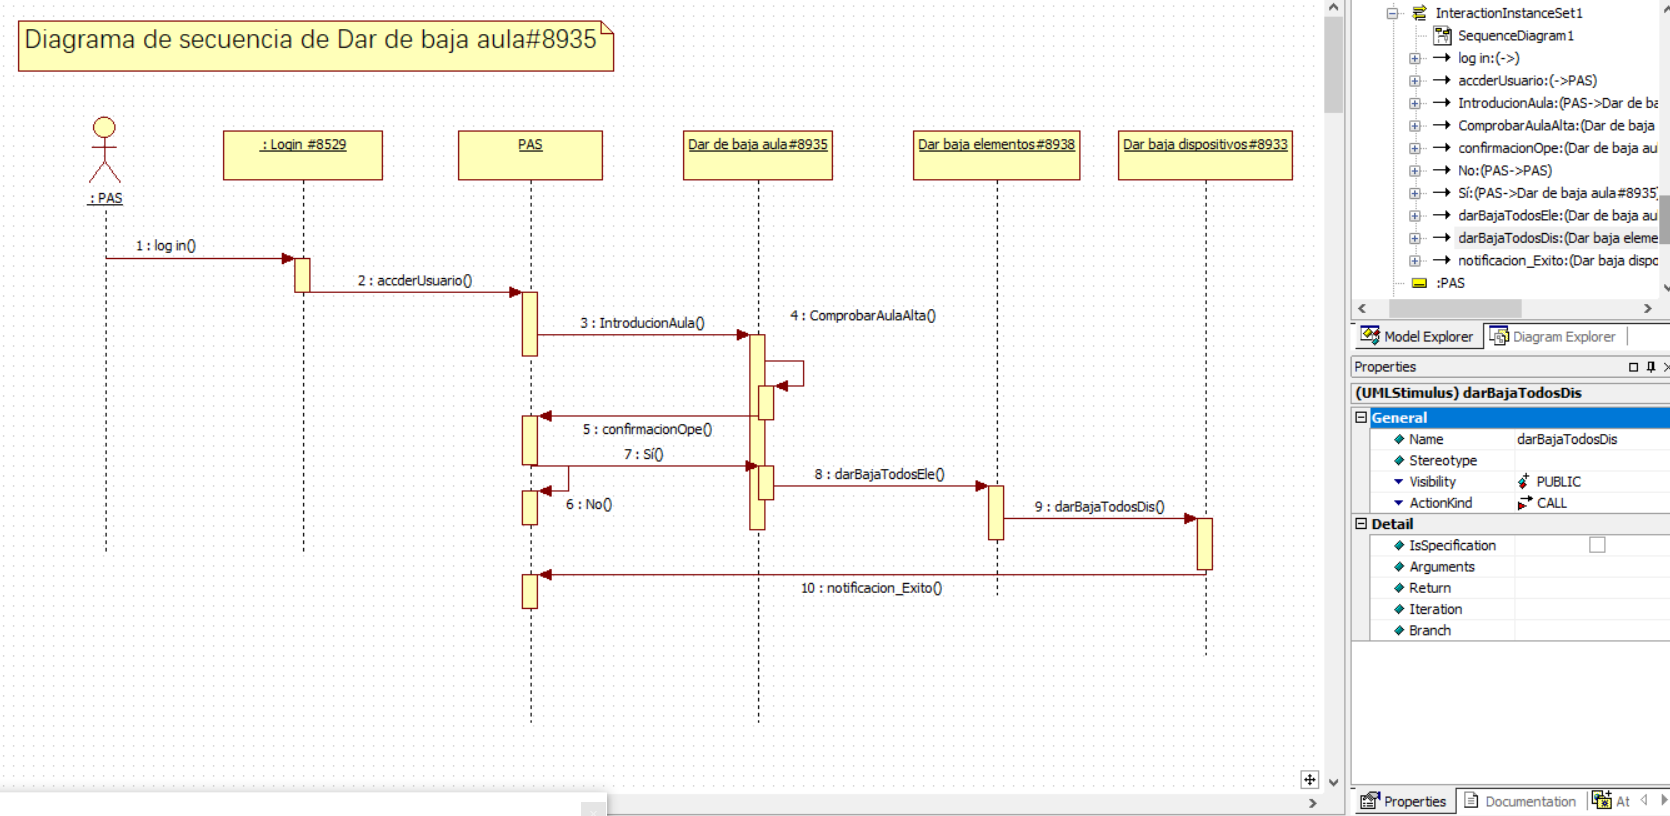 Diagrama de secuencia de Dar de baja aula#8935
: PAS
: Login #8529
PAS
Dar de baja aula#8935
Dar baja elementos#8938
Dar baja dispositivos#8933
1 : log in()
2 : accderUsuario()
3 : IntroducionAula()
4 : ComprobarAulaAlta()
5 : confirmacionOpe()
7 : Sí()
6 : No()
8 : darBajaTodosEle()
9 : darBajaTodosDis()
10 : notificacion_Exito()
InteractionInstanceSet1
SequenceDiagram1
log in:(->)
accderUsuario:(->PAS)
IntroducionAula:(PAS->Dar de ba
ComprobarAulaAlta:(Dar de baja
confirmacionOpe:(Dar de baja au
No:(PAS->PAS)
Sí:(PAS->Dar de baja aula#8935)
darBajaTodosEle:(Dar de baja au
darBajaTodosDis:(Dar baja eleme
notificacion_Exito:(Dar baja dispo
:PAS
Model Explorer
Diagram Explorer
Properties
(UMLStimulus) darBajaTodosDis
General
Name darBajaTodosDis
Stereotype
Visibility PUBLIC
ActionKind CALL
Detail
IsSpecification
Arguments
Return
Iteration
Branch
Properties
Documentation
At